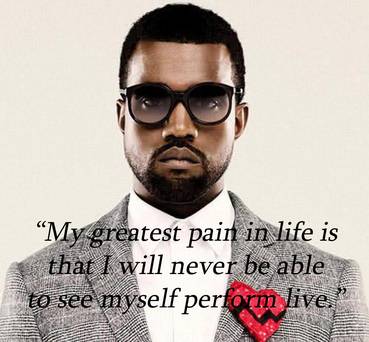 “My greatest pain in life is
that I will never be able
to see myself perform live.”